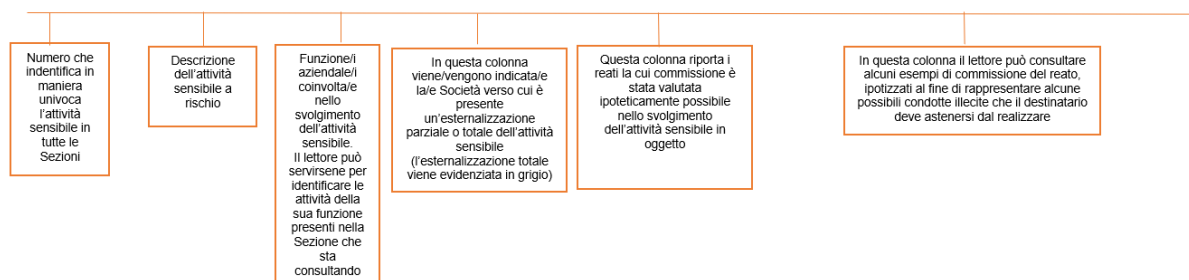 Numero che
indentifica in
maniera
univoca
l'attività
sensibile in
tutte le
Sezioni
Descrizione
dell'attività
sensibile a
rischio
Funzione/i
aziendale/i
coinvolta/e
nello
svolgimento
dell'attività
sensibile.
Il lettore può
servirsene per
identificare le
attività della
sua funzione
presenti nella
Sezione che
sta
consultando
In questa colonna
viene/vengono indicata/e
la/e Società verso cui è
presente
un'esternalizzazione
parziale o totale dell'attività
sensibile
(l'esternalizzazione totale
viene evidenziata in grigio)
Questa colonna riporta i
reati la cui commissione è
stata valutata
ipoteticamente possibile
nello svolgimento
dell'attività sensibile in
oggetto
In questa colonna il lettore può consultare
alcuni esempi di commissione del reato,
ipotizzati al fine di rappresentare alcune
possibili condotte illecite che il destinatario
deve astenersi dal realizzare